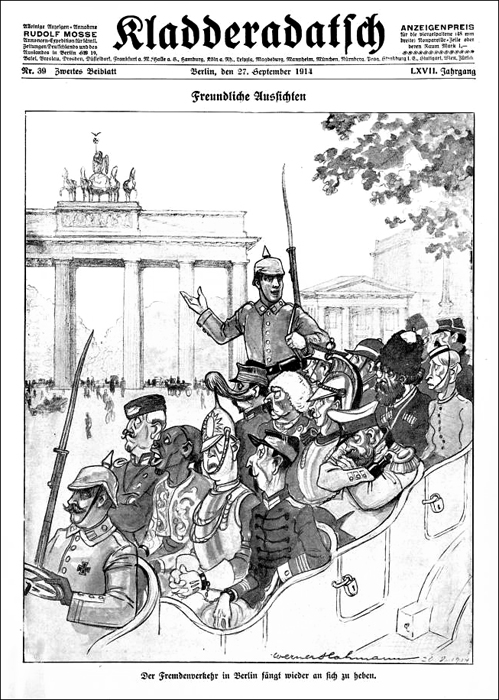 Alleinige Anzeigen-Annahme
RUDOLF MOSSE
Annoncen-Expedition für sämtl.
Zeitungen Deutschlands und des
Auslandes in Berlin SW 19,
Kladderadatsch
ANZEIGENPREIS
für die viergespaltene (48 mm
breite) Nonpareille-Zeile oder
deren Raum Mark 1,—
Basel, Breslau, Dresden, Düsseldorf, Frankfurt a. M., Halle a. S., Hamburg, Köln a. Rh., Leipzig, Magdeburg, Mannheim, München, Nürnberg, Prag, Straßburg i. E., Stuttgart, Wien, Zürich
Nr. 39 Zweites Beiblatt
Berlin, den 27. September 1914
LXVII. Jahrgang
Freundliche Aussichten
Werner Hahmann
1914
Der Fremdenverkehr in Berlin fängt wieder an sich zu heben.